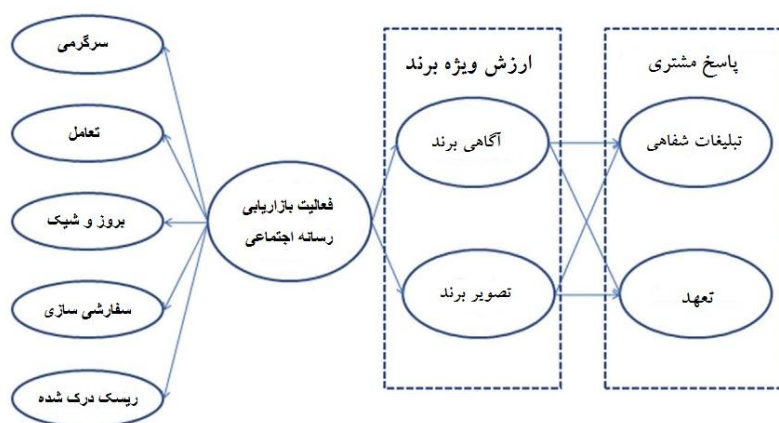 سرگرمی
تعامل
بروز و شیک
سفارشی سازی
ریسک درک شده
فعالیت بازاریابی
رسانه اجتماعی
ارزش ویژه برند
آگاهی برند
تصویر برند
پاسخ مشتری
تبلیغات شفاهی
تعهد